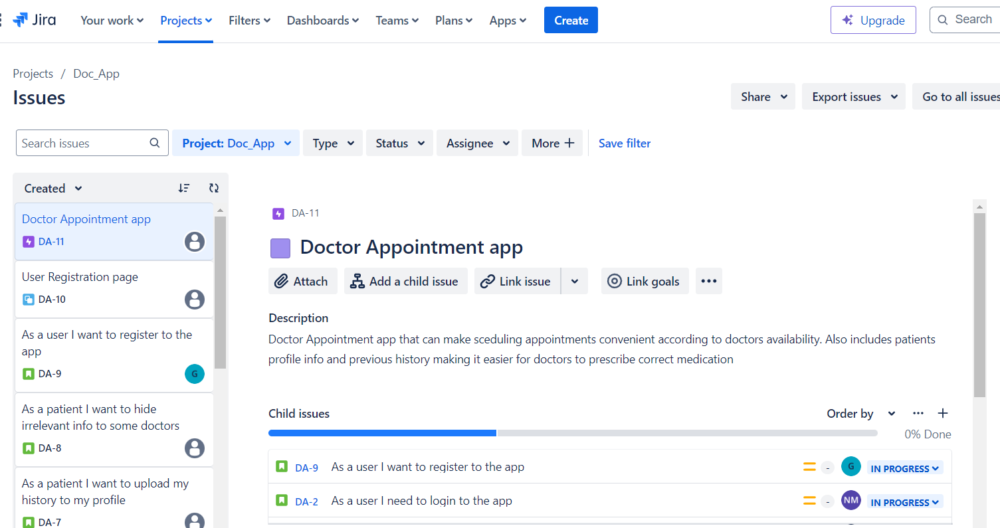 Jira Your work Projects Filters Dashboards Teams Plans Apps Create Upgrade Search
Projects / Doc_App
Issues
Share Export issues Go to all issues
Search issues Project: Doc_App Type Status Assignee More + Save filter
Created
Doctor Appointment app
DA-11
User Registration page
DA-10
As a user I want to register to the
app
DA-9 G
As a patient I want to hide
irrelevant info to some doctors
DA-8
As a patient I want to upload my
history to my profile
DA-7
DA-11
Doctor Appointment app
Attach Add a child issue Link issue Link goals
Description
Doctor Appointment app that can make sceduling appointments convenient according to doctors availability. Also includes patients
profile info and previous history making it easier for doctors to prescribe correct medication
Child issues Order by
0% Done
DA-9 As a user I want to register to the app - G IN PROGRESS
DA-2 As a user I need to login to the app - NM IN PROGRESS